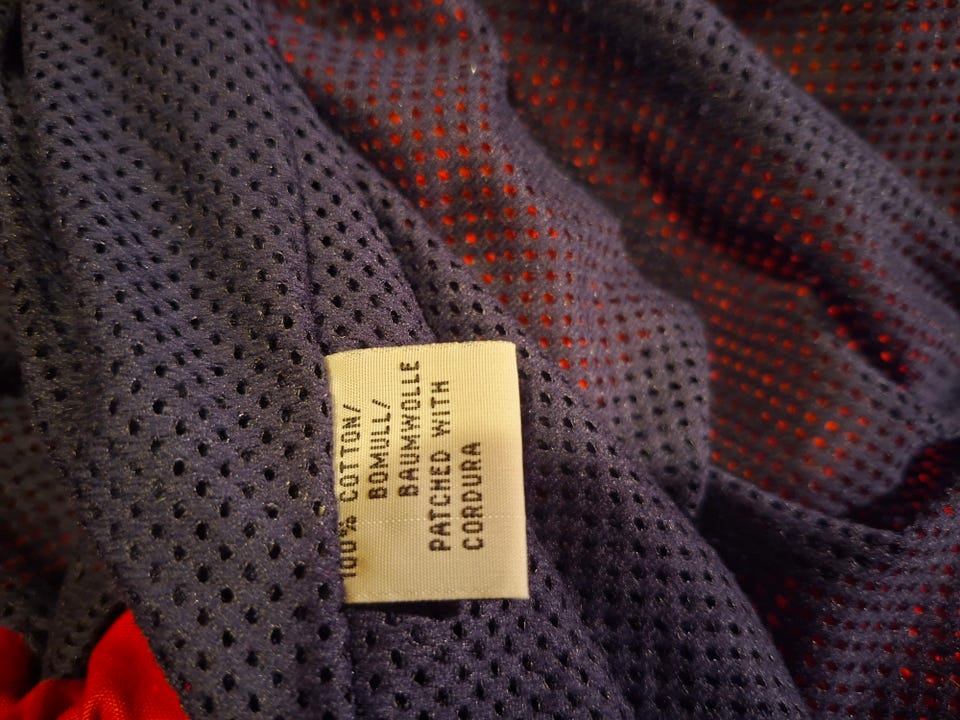 100% COTTON/
BOMULL/
BAUMWOLLE
PATCHED WITH
CORDURA